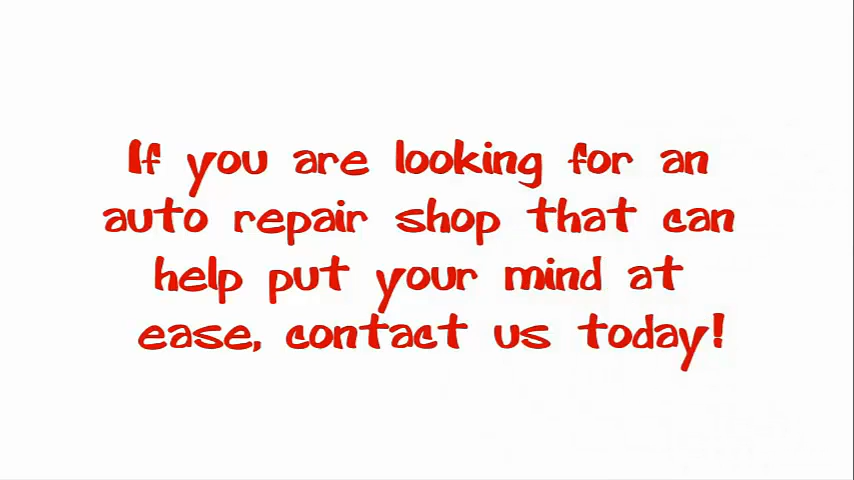 If you are looking for an
auto repair shop that can
help put your mind at
ease, contact us today!